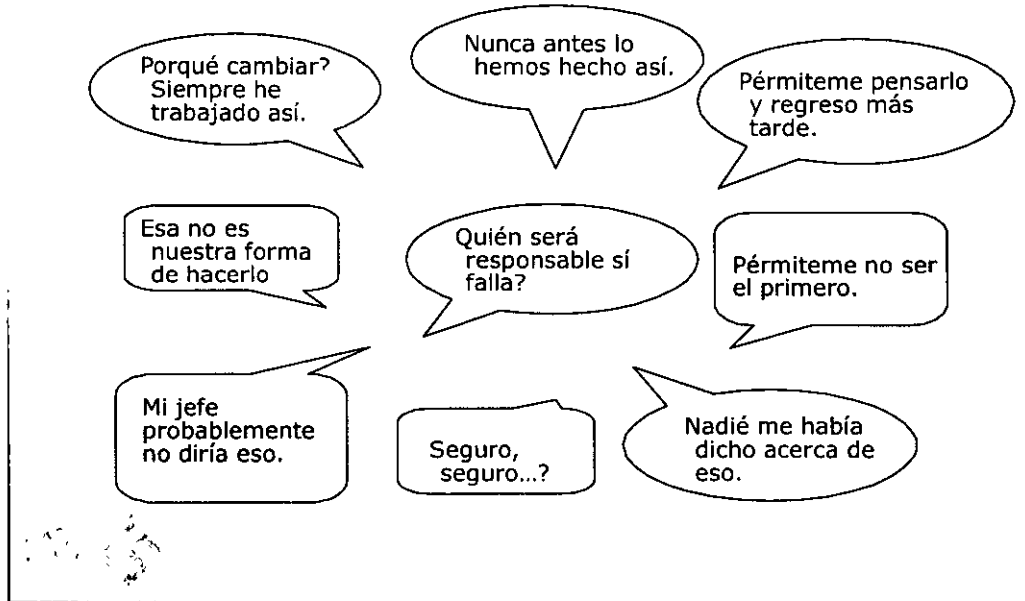 Porqué cambiar?
Siempre he
trabajado así.
Nunca antes lo
hemos hecho así.
Pérmiteme pensarlo
y regreso más
tarde.
Esa no es
nuestra forma
de hacerlo
Quién será
responsable sí
falla?
Pérmiteme no ser
el primero.
Mi jefe
probablemente
no diría eso.
Seguro,
seguro...?
Nadié me había
dicho acerca de
eso.